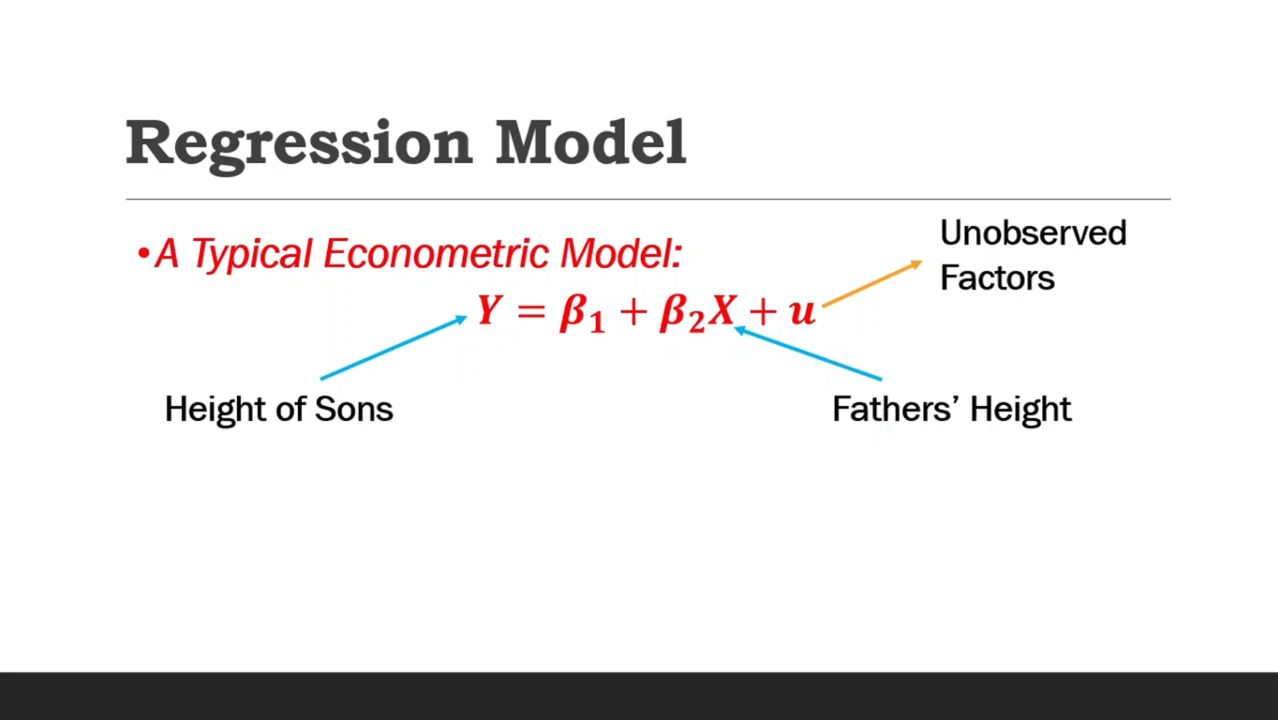 Regression Model
•A Typical Econometric Model:
Unobserved
Factors
Y = β₁ + β₂X + u
Height of Sons
Fathers’ Height